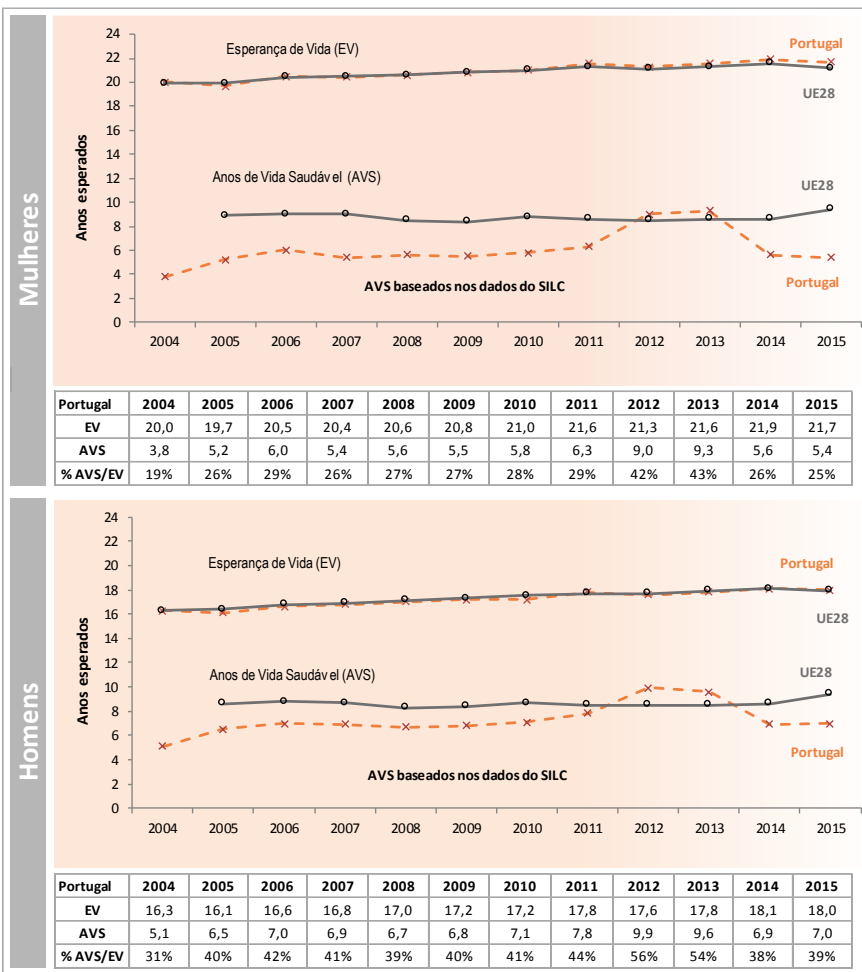 Mulheres
24
22
20
18
16
14
12
10
8
6
4
2
0
Anos esperados
Esperança de Vida (EV)
Portugal
UE28
Anos de Vida Saudável (AVS)
UE28
Portugal
AVS baseados nos dados do SILC
2004 2005 2006 2007 2008 2009 2010 2011 2012 2013 2014 2015
Portugal 2004 2005 2006 2007 2008 2009 2010 2011 2012 2013 2014 2015
EV 20,0 19,7 20,5 20,4 20,6 20,8 21,0 21,6 21,3 21,6 21,9 21,7
AVS 3,8 5,2 6,0 5,4 5,6 5,5 5,8 6,3 9,0 9,3 5,6 5,4
% AVS/EV 19% 26% 29% 26% 27% 27% 28% 29% 42% 43% 26% 25%
Homens
24
22
20
18
16
14
12
10
8
6
4
2
0
Anos esperados
Esperança de Vida (EV)
Portugal
UE28
Anos de Vida Saudável (AVS)
UE28
Portugal
AVS baseados nos dados do SILC
2004 2005 2006 2007 2008 2009 2010 2011 2012 2013 2014 2015
Portugal 2004 2005 2006 2007 2008 2009 2010 2011 2012 2013 2014 2015
EV 16,3 16,1 16,6 16,8 17,0 17,2 17,2 17,8 17,6 17,8 18,1 18,0
AVS 5,1 6,5 7,0 6,9 6,7 6,8 7,1 7,8 9,9 9,6 6,9 7,0
% AVS/EV 31% 40% 42% 41% 39% 40% 41% 44% 56% 54% 38% 39%